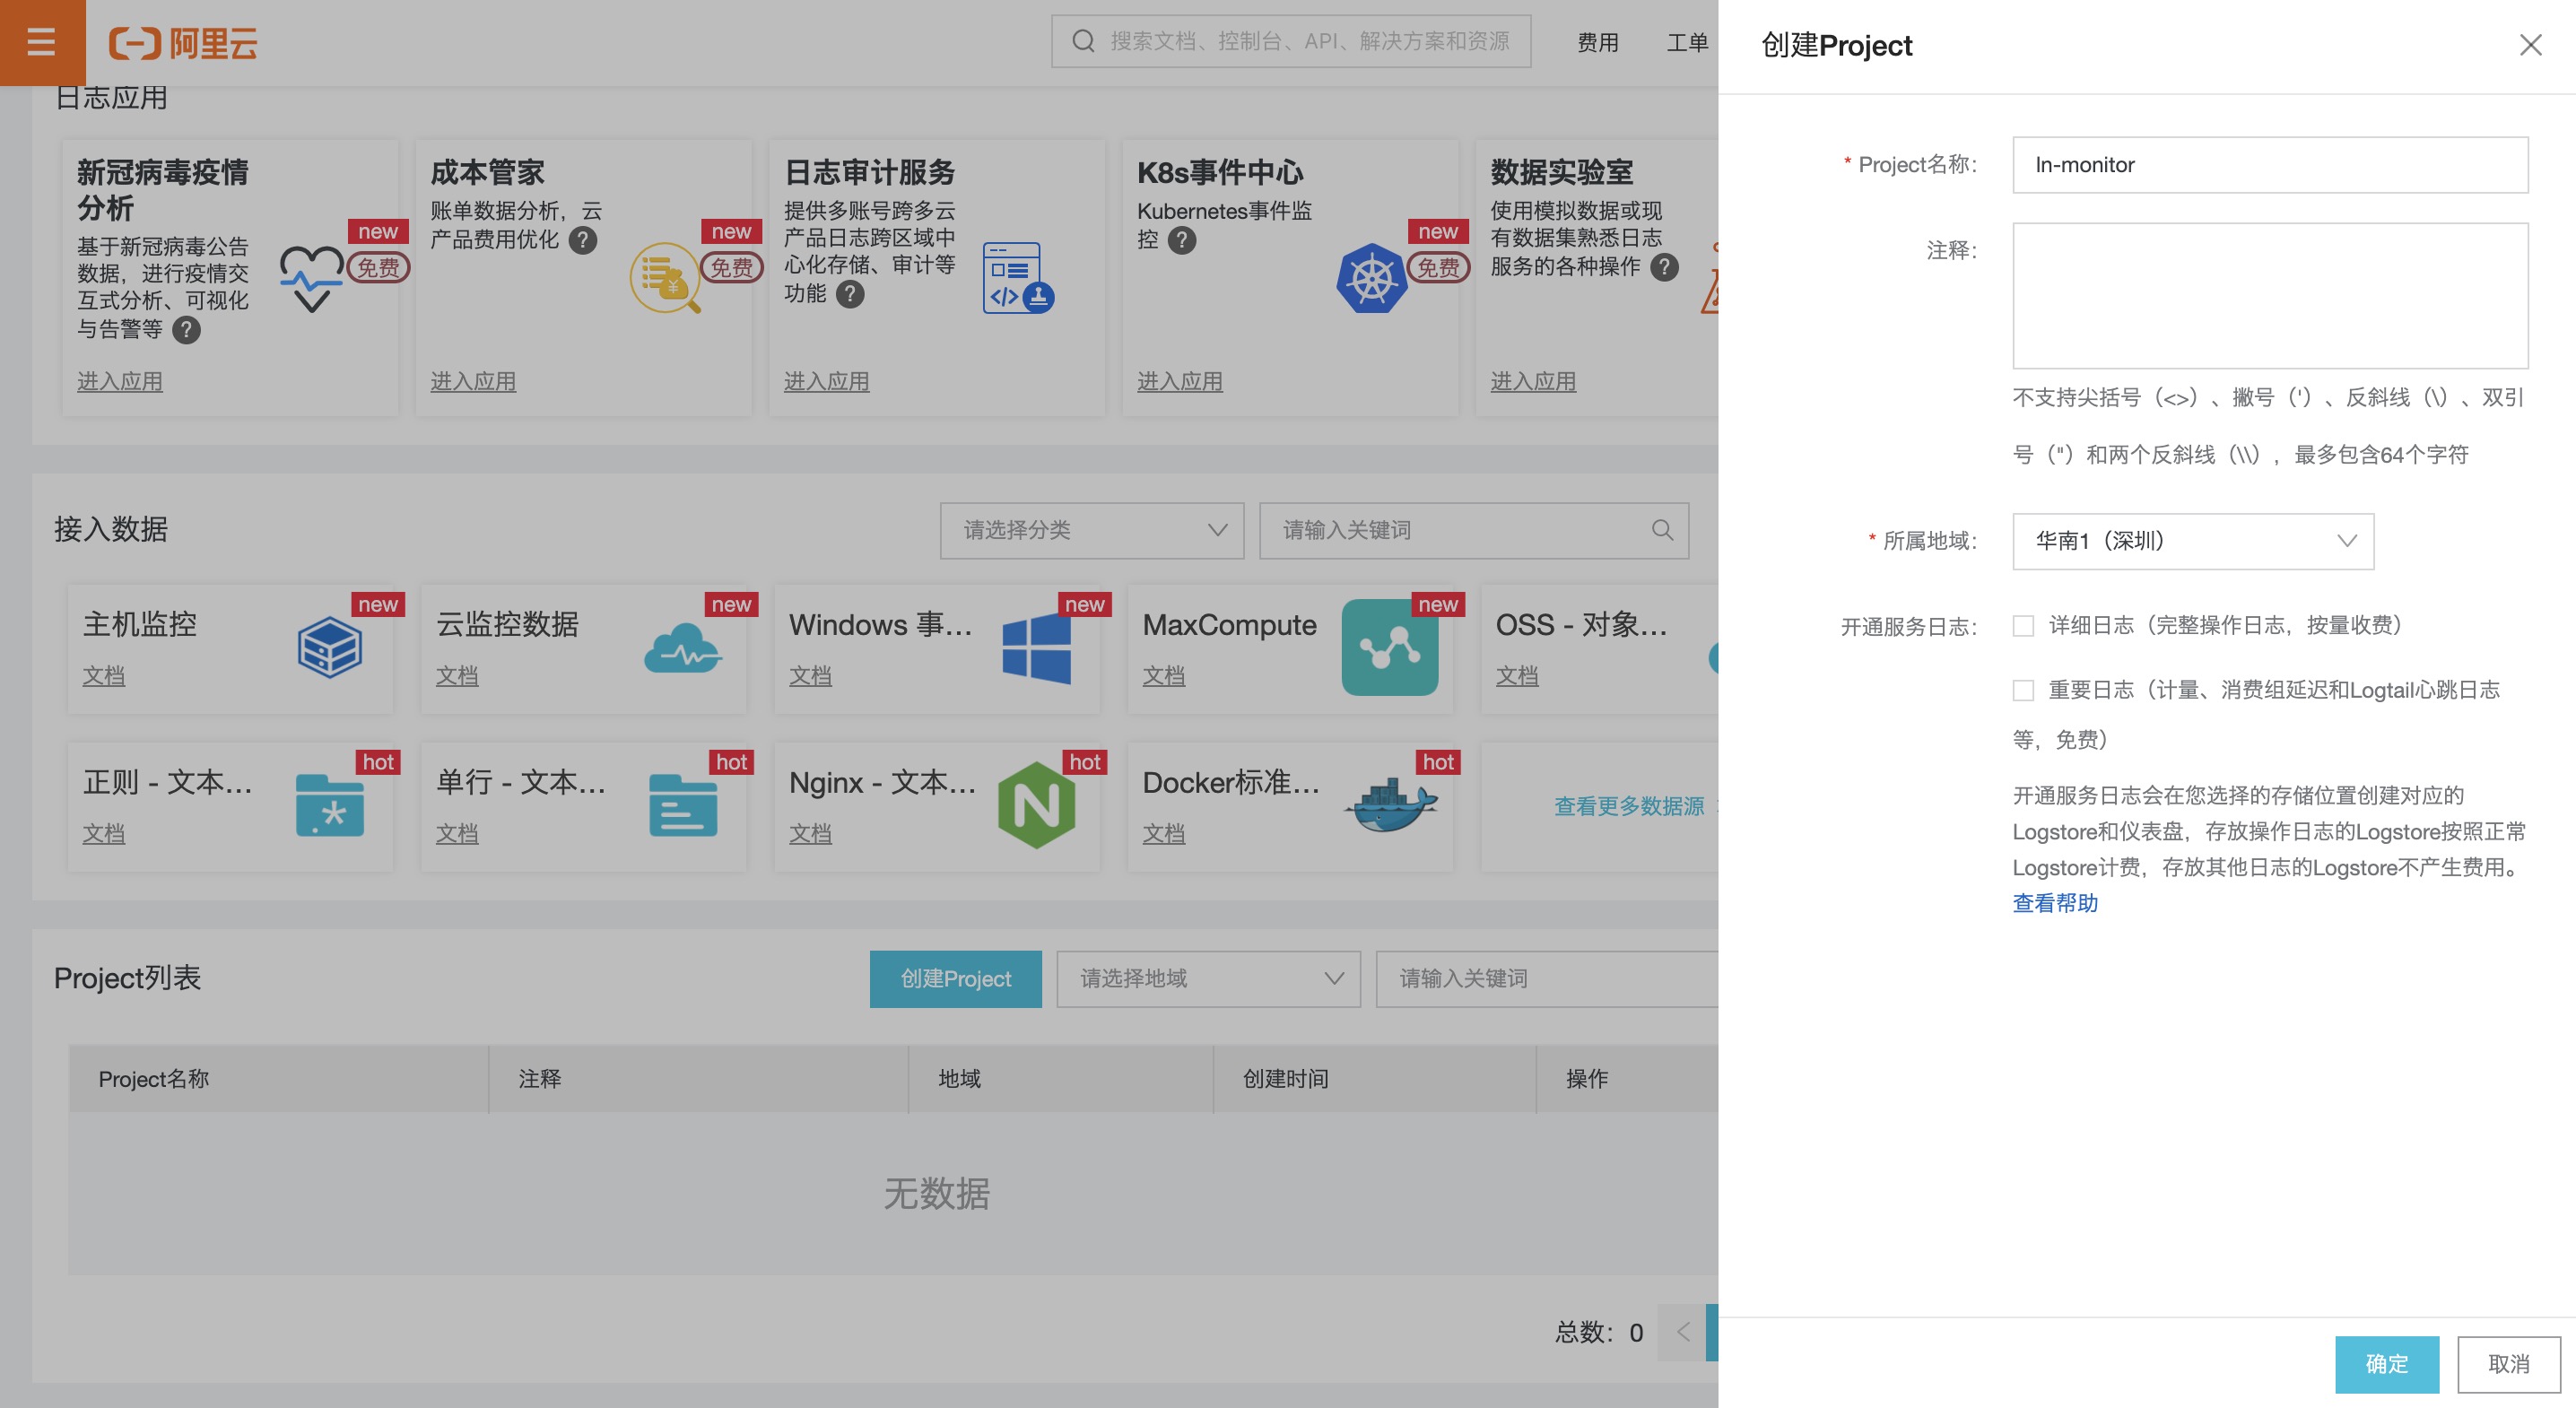 阿里云
搜索文档、控制台、API、解决方案和资源
费用
工单
日志应用
新冠病毒疫情
分析
基于新冠病毒公告
数据，进行疫情交
互式分析、可视化
与告警等 ?
new
免费
进入应用
成本管家
账单数据分析，云
产品费用优化 ?
new
免费
进入应用
日志审计服务
提供多账号跨多云
产品日志跨区域中
心化存储、审计等
功能 ?
进入应用
K8s事件中心
Kubernetes事件监
控 ?
new
免费
进入应用
数据实验室
使用模拟数据或现
有数据集熟悉日志
服务的各种操作 ?
进入应用
接入数据
请选择分类
请输入关键词
主机监控
new
文档
云监控数据
new
文档
Windows 事...
new
文档
MaxCompute
new
文档
OSS - 对象...
文档
正则 - 文本...
hot
文档
单行 - 文本...
hot
文档
Nginx - 文本...
hot
文档
Docker标准...
hot
文档
查看更多数据源
Project列表
创建Project
请选择地域
请输入关键词
Project名称
注释
地域
创建时间
操作
无数据
总数： 0
创建Project
* Project名称：
ln-monitor
注释：
不支持尖括号（<>）、撇号（'）、反斜线（\）、双引
号（"）和两个反斜线（\\），最多包含64个字符
* 所属地域：
华南1（深圳）
开通服务日志：
详细日志（完整操作日志，按量收费）
重要日志（计量、消费组延迟和Logtail心跳日志
等，免费）
开通服务日志会在您选择的存储位置创建对应的
Logstore和仪表盘，存放操作日志的Logstore按照正常
Logstore计费，存放其他日志的Logstore不产生费用。
查看帮助
确定
取消